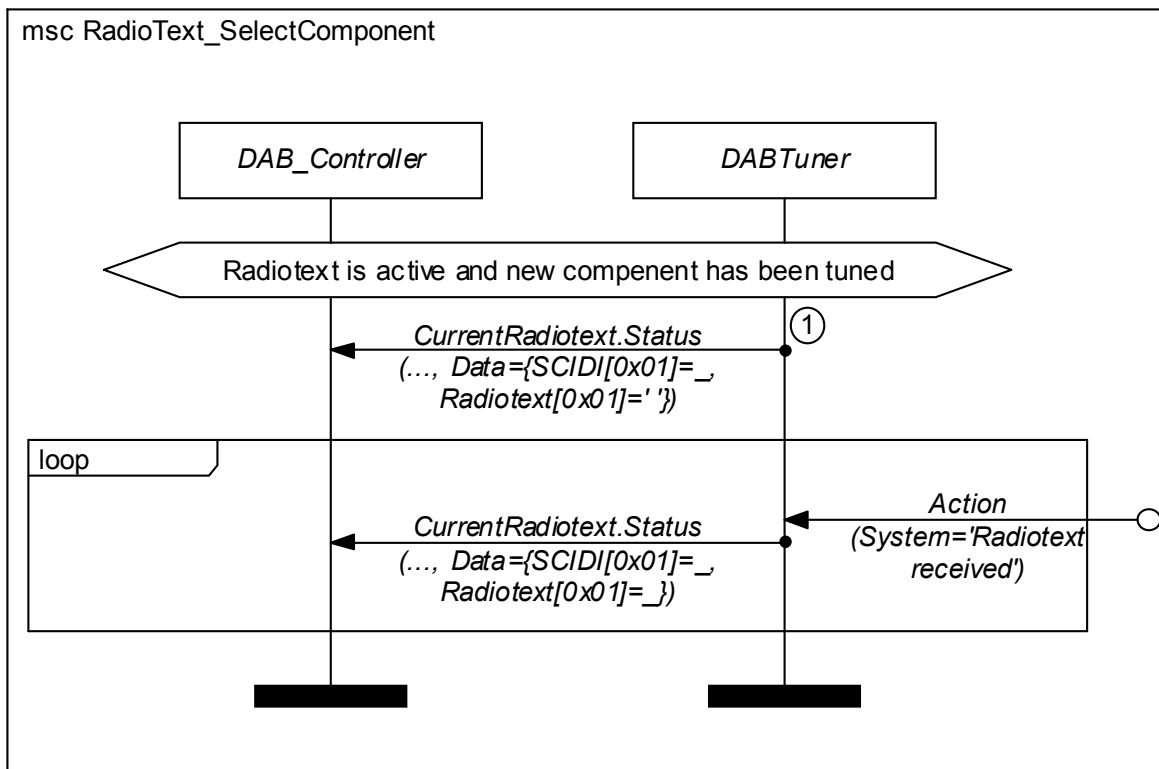 msc RadioText_SelectComponent
DAB_Controller
DABTuner
Radiotext is active and new compenent has been tuned
1
CurrentRadiotext.Status
(..., Data={SCIDI[0x01]=_,
Radiotext[0x01]=' '})
loop
Action
(System='Radiotext
received')
CurrentRadiotext.Status
(..., Data={SCIDI[0x01]=_,
Radiotext[0x01]=_})